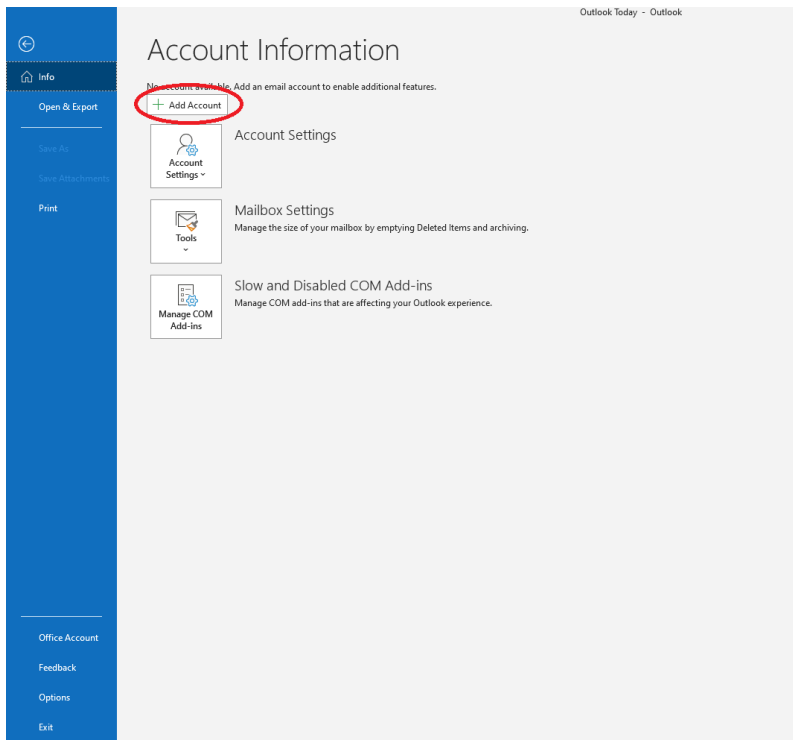 Outlook Today - Outlook
Info
Open & Export
Save As
Save Attachments
Print
Office Account
Feedback
Options
Exit
Account Information
No account available. Add an email account to enable additional features.
Add Account
Account
Settings
Account Settings
Tools
Mailbox Settings
Manage the size of your mailbox by emptying Deleted Items and archiving.
Manage COM
Add-ins
Slow and Disabled COM Add-ins
Manage COM add-ins that are affecting your Outlook experience.